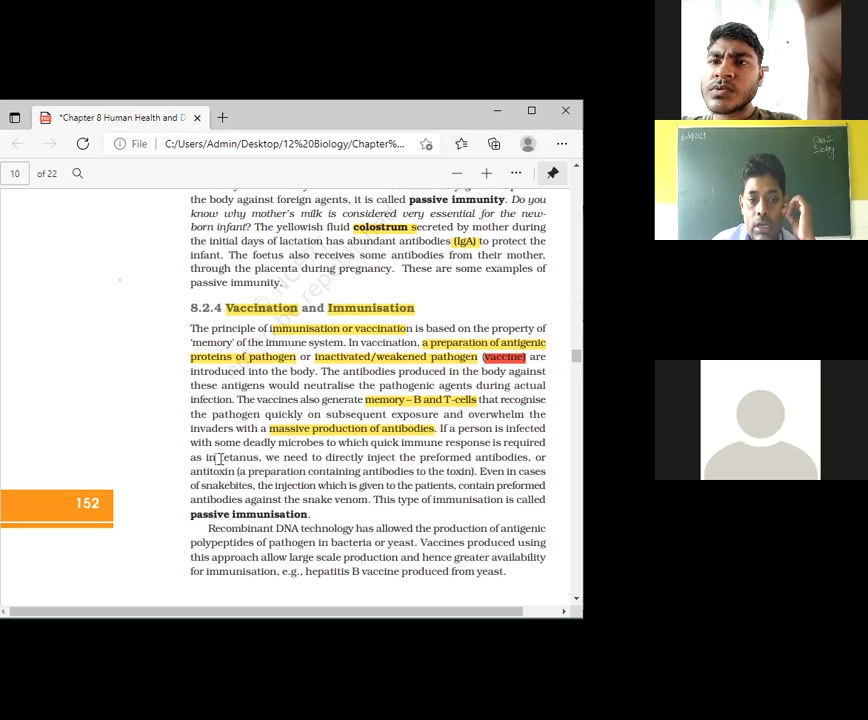 *Chapter 8 Human Health and D
File
C:/Users/Admin/Desktop/12%20Biology/Chapter%...
10 of 22
the body against foreign agents, it is called passive immunity. Do you
know why mother's milk is considered very essential for the new-
born infant? The yellowish fluid colostrum secreted by mother during
the initial days of lactation has abundant antibodies (IgA) to protect the
infant. The foetus also receives some antibodies from their mother,
through the placenta during pregnancy. These are some examples of
passive immunity.
8.2.4 Vaccination and Immunisation
The principle of immunisation or vaccination is based on the property of
'memory' of the immune system. In vaccination, a preparation of antigenic
proteins of pathogen or inactivated/weakened pathogen (vaccine) are
introduced into the body. The antibodies produced in the body against
these antigens would neutralise the pathogenic agents during actual
infection. The vaccines also generate memory – B and T-cells that recognise
the pathogen quickly on subsequent exposure and overwhelm the
invaders with a massive production of antibodies. If a person is infected
with some deadly microbes to which quick immune response is required
as in tetanus, we need to directly inject the preformed antibodies, or
antitoxin (a preparation containing antibodies to the toxin). Even in cases
of snakebites, the injection which is given to the patients, contain preformed
antibodies against the snake venom. This type of immunisation is called
passive immunisation.
152
Recombinant DNA technology has allowed the production of antigenic
polypeptides of pathogen in bacteria or yeast. Vaccines produced using
this approach allow large scale production and hence greater availability
for immunisation, e.g., hepatitis B vaccine produced from yeast.
Biology